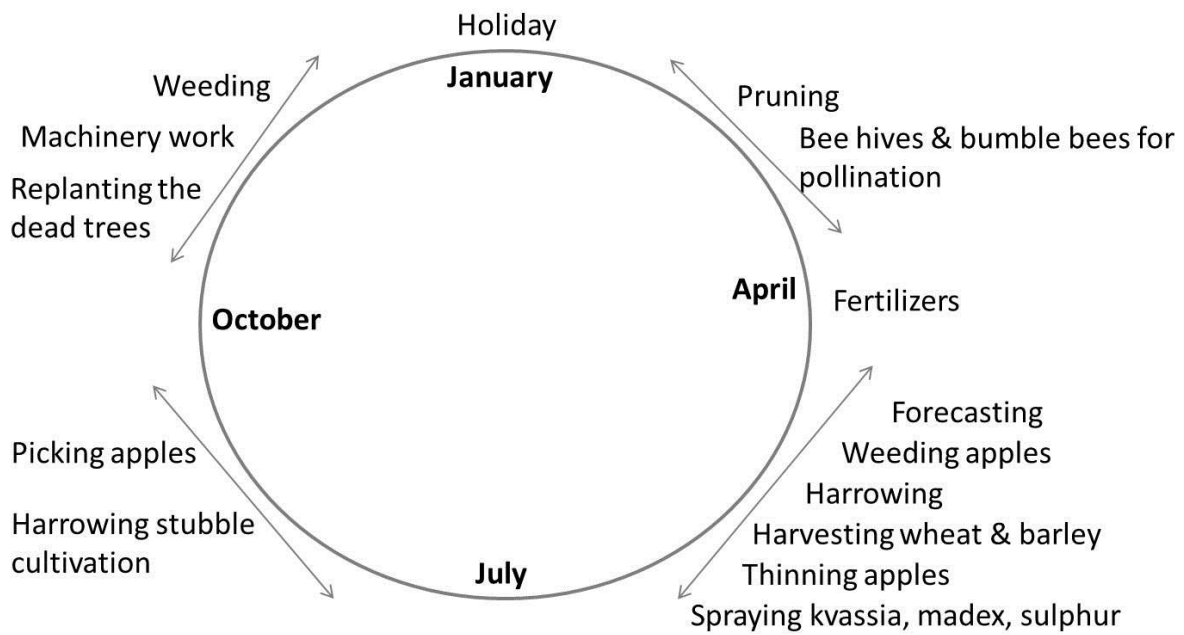 Holiday
January
Weeding
Machinery work
Replanting the
dead trees
Pruning
Bee hives & bumble bees for
pollination
October
April
Fertilizers
Picking apples
Harrowing stubble
cultivation
July
Forecasting
Weeding apples
Harrowing
Harvesting wheat & barley
Thinning apples
Spraying kvassia, madex, sulphur